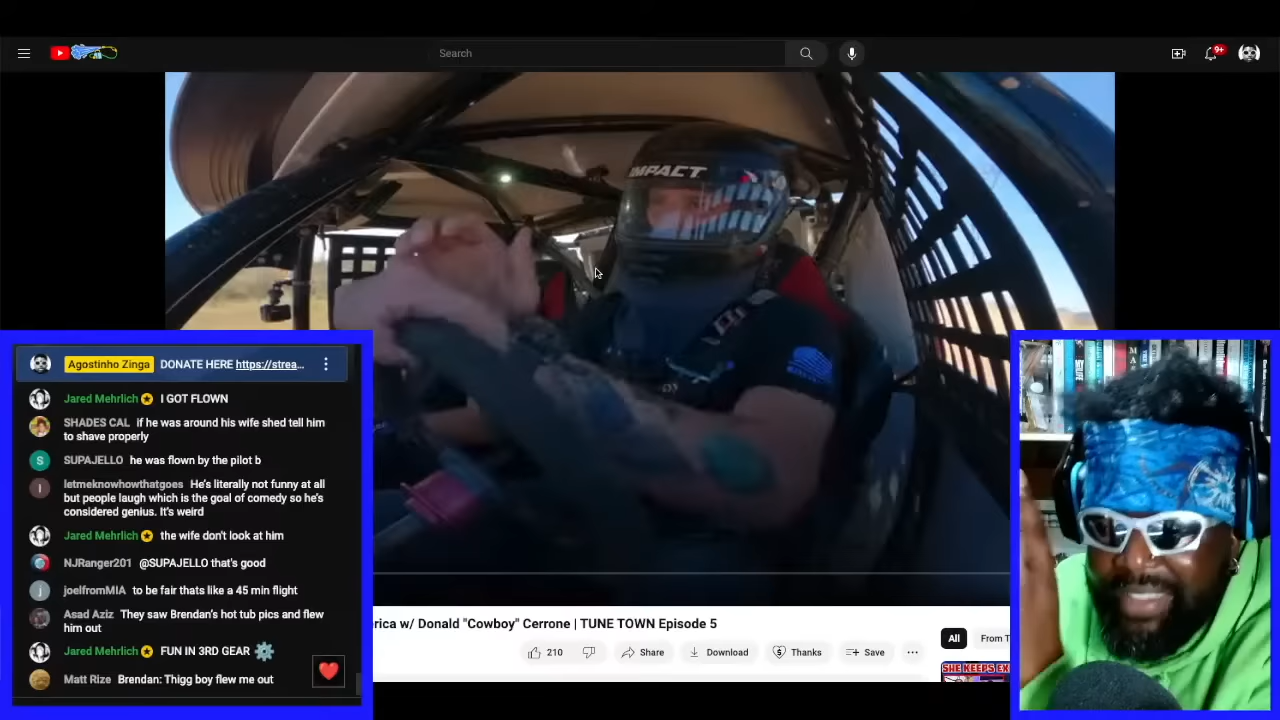 Search
9+
IMPACT
Agostinho Zinga DONATE HERE https://strea...
Jared Mehrlich I GOT FLOWN
SHADES CAL if he was around his wife shed tell him
to shave properly
SUPAJELLO he was flown by the pilot b
letmeknowhowthatgoes He's literally not funny at all
but people laugh which is the goal of comedy so he's
considered genius. It's weird
Jared Mehrlich the wife don't look at him
NJRanger201 @SUPAJELLO that's good
joelfromMIA to be fair thats like a 45 min flight
Asad Aziz They saw Brendan's hot tub pics and flew
him out
Jared Mehrlich FUN IN 3RD GEAR
Matt Rize Brendan: Thigg boy flew me out
rica w/ Donald "Cowboy" Cerrone | TUNE TOWN Episode 5
210 Share Download Thanks Save
All From T
SHE KEEPS EX